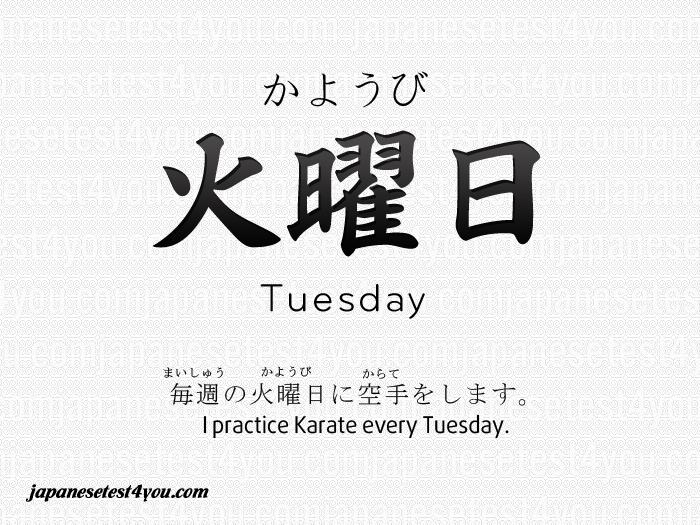 かようび
火曜日
Tuesday
まいしゅう かようび からて
毎週の火曜日に空手をします。
I practice Karate every Tuesday.
japanesetest4you.com